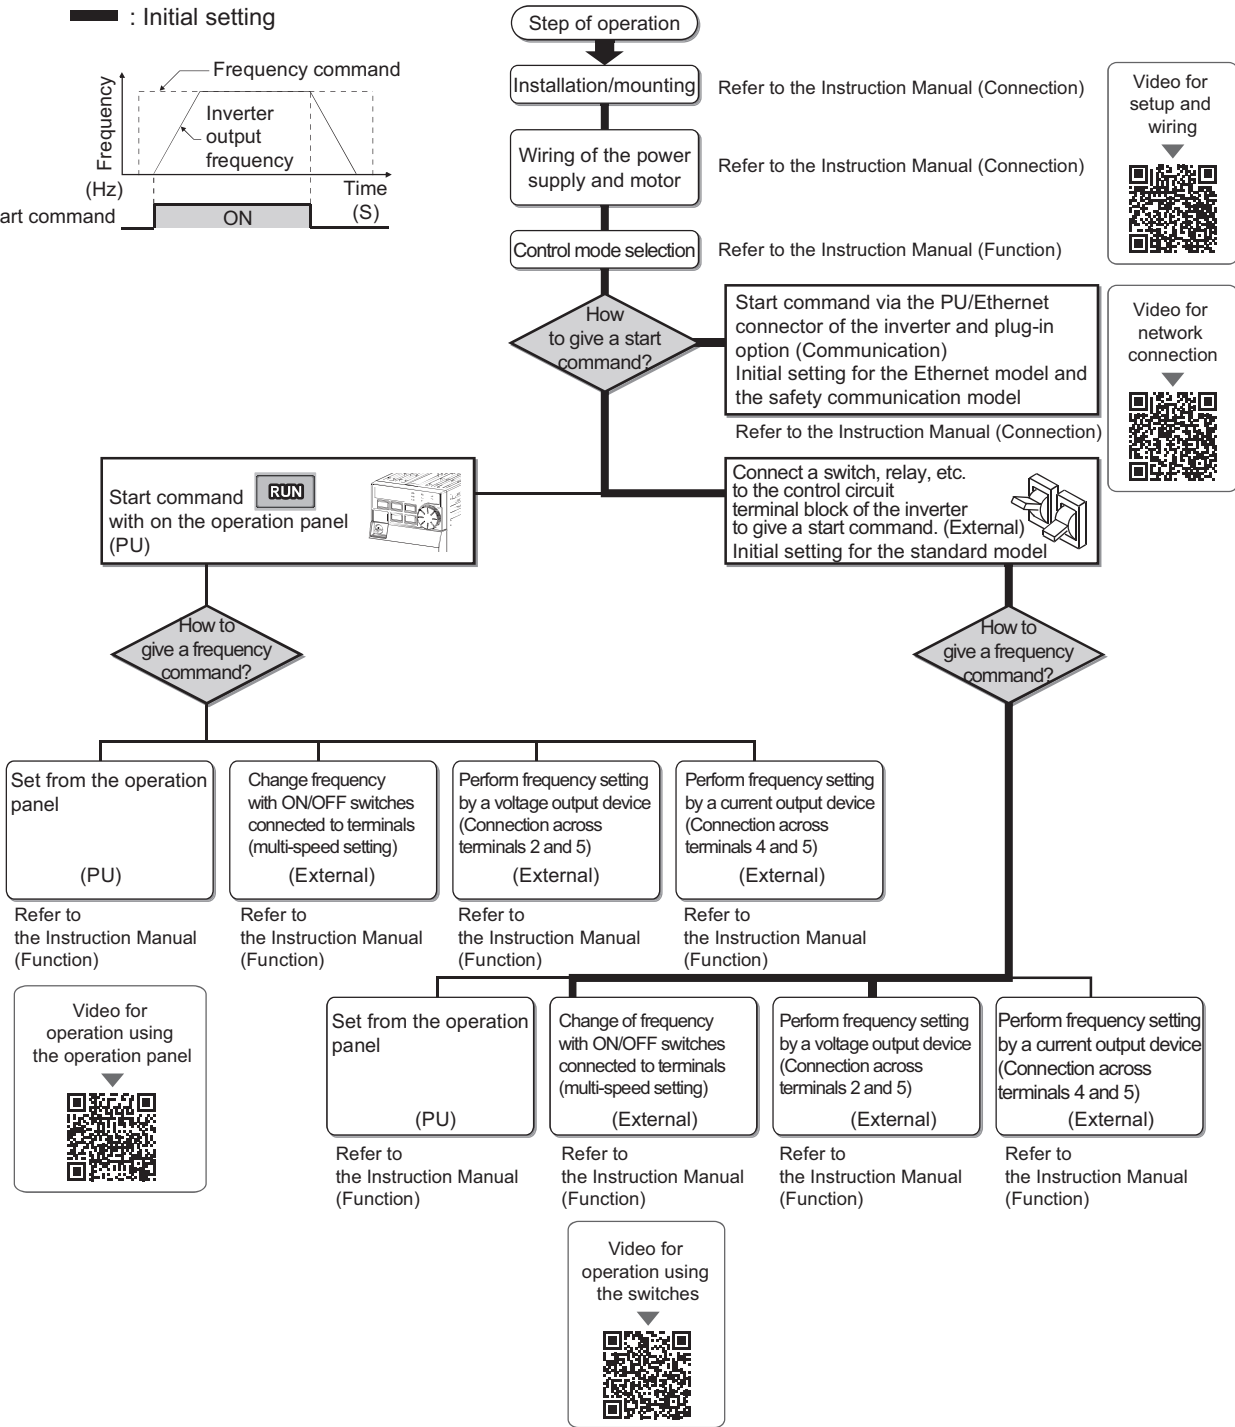 : Initial setting
Frequency command
Frequency
Inverter
output
frequency
(Hz)
Time
(S)
art command
ON
Step of operation
Installation/mounting
Refer to the Instruction Manual (Connection)
Wiring of the power
supply and motor
Refer to the Instruction Manual (Connection)
Control mode selection
Refer to the Instruction Manual (Function)
Video for
setup and
wiring
How
to give a start
command?
Start command via the PU/Ethernet
connector of the inverter and plug-in
option (Communication)
Initial setting for the Ethernet model and
the safety communication model
Refer to the Instruction Manual (Connection)
Video for
network
connection
Start command
RUN
with on the operation panel
(PU)
Connect a switch, relay, etc.
to the control circuit
terminal block of the inverter
to give a start command. (External)
Initial setting for the standard model
How to
give a frequency
command?
How to
give a frequency
command?
Set from the operation
panel
(PU)
Refer to
the Instruction Manual
(Function)
Change frequency
with ON/OFF switches
connected to terminals
(multi-speed setting)
(External)
Refer to
the Instruction Manual
(Function)
Perform frequency setting
by a voltage output device
(Connection across
terminals 2 and 5)
(External)
Refer to
the Instruction Manual
(Function)
Perform frequency setting
by a current output device
(Connection across
terminals 4 and 5)
(External)
Refer to
the Instruction Manual
(Function)
Video for
operation using
the operation panel
Set from the operation
panel
(PU)
Refer to
the Instruction Manual
(Function)
Change of frequency
with ON/OFF switches
connected to terminals
(multi-speed setting)
(External)
Refer to
the Instruction Manual
(Function)
Perform frequency setting
by a voltage output device
(Connection across
terminals 2 and 5)
(External)
Refer to
the Instruction Manual
(Function)
Perform frequency setting
by a current output device
(Connection across
terminals 4 and 5)
(External)
Refer to
the Instruction Manual
(Function)
Video for
operation using
the switches